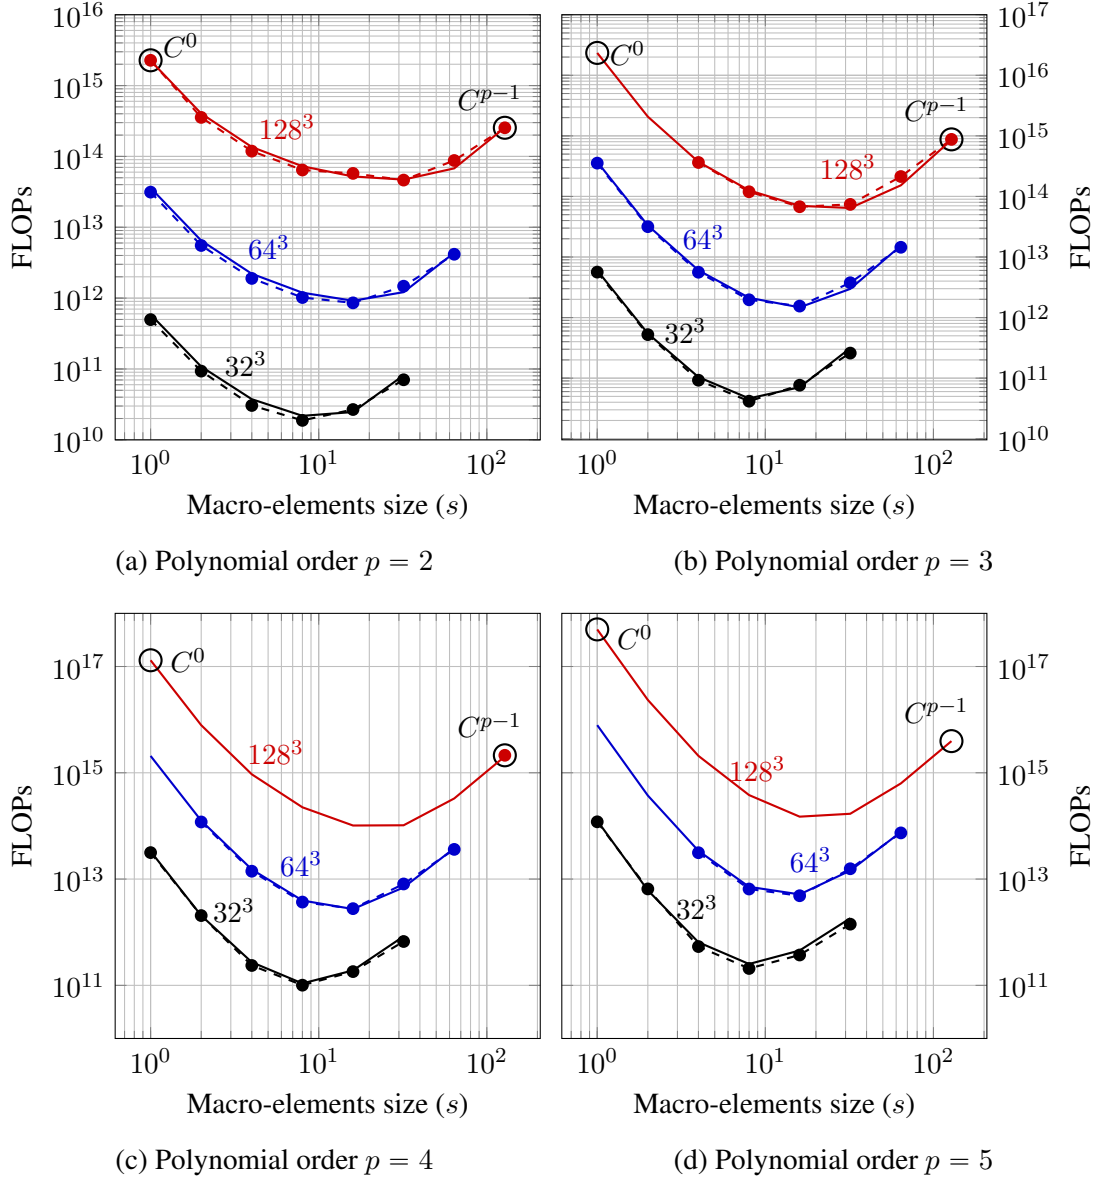 10^16
10^15
10^14
10^13
10^12
10^11
10^10
FLOPs
C^0
C^{p−1}
128^3
64^3
32^3
10^0 10^1 10^2
Macro-elements size (s)
(a) Polynomial order p = 2
10^17
10^16
10^15
10^14
10^13
10^12
10^11
10^10
FLOPs
C^0
C^{p−1}
128^3
64^3
32^3
10^0 10^1 10^2
Macro-elements size (s)
(b) Polynomial order p = 3
10^17
10^15
10^13
10^11
FLOPs
C^0
C^{p−1}
128^3
64^3
32^3
10^0 10^1 10^2
Macro-elements size (s)
(c) Polynomial order p = 4
10^17
10^15
10^13
10^11
FLOPs
C^0
C^{p−1}
128^3
64^3
32^3
10^0 10^1 10^2
Macro-elements size (s)
(d) Polynomial order p = 5